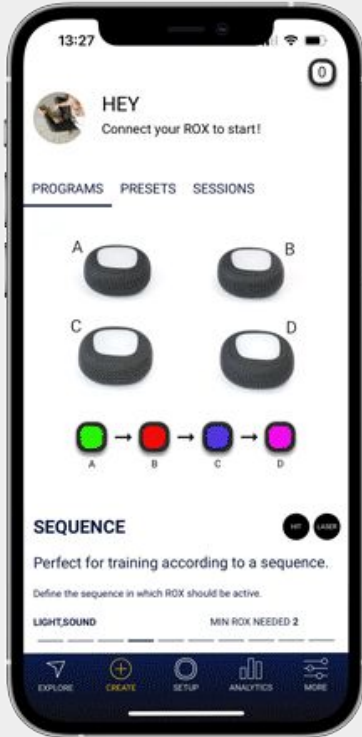 13:27
0
HEY
Connect your ROX to start!
PROGRAMS PRESETS SESSIONS
A B
C D
A B C D
SEQUENCE HIT LASER
Perfect for training according to a sequence.
Define the sequence in which ROX should be active.
LIGHT,SOUND MIN ROX NEEDED 2
EXPLORE CREATE SETUP ANALYTICS MORE